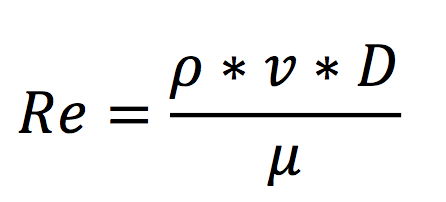 Re = ρ * v * D / μ